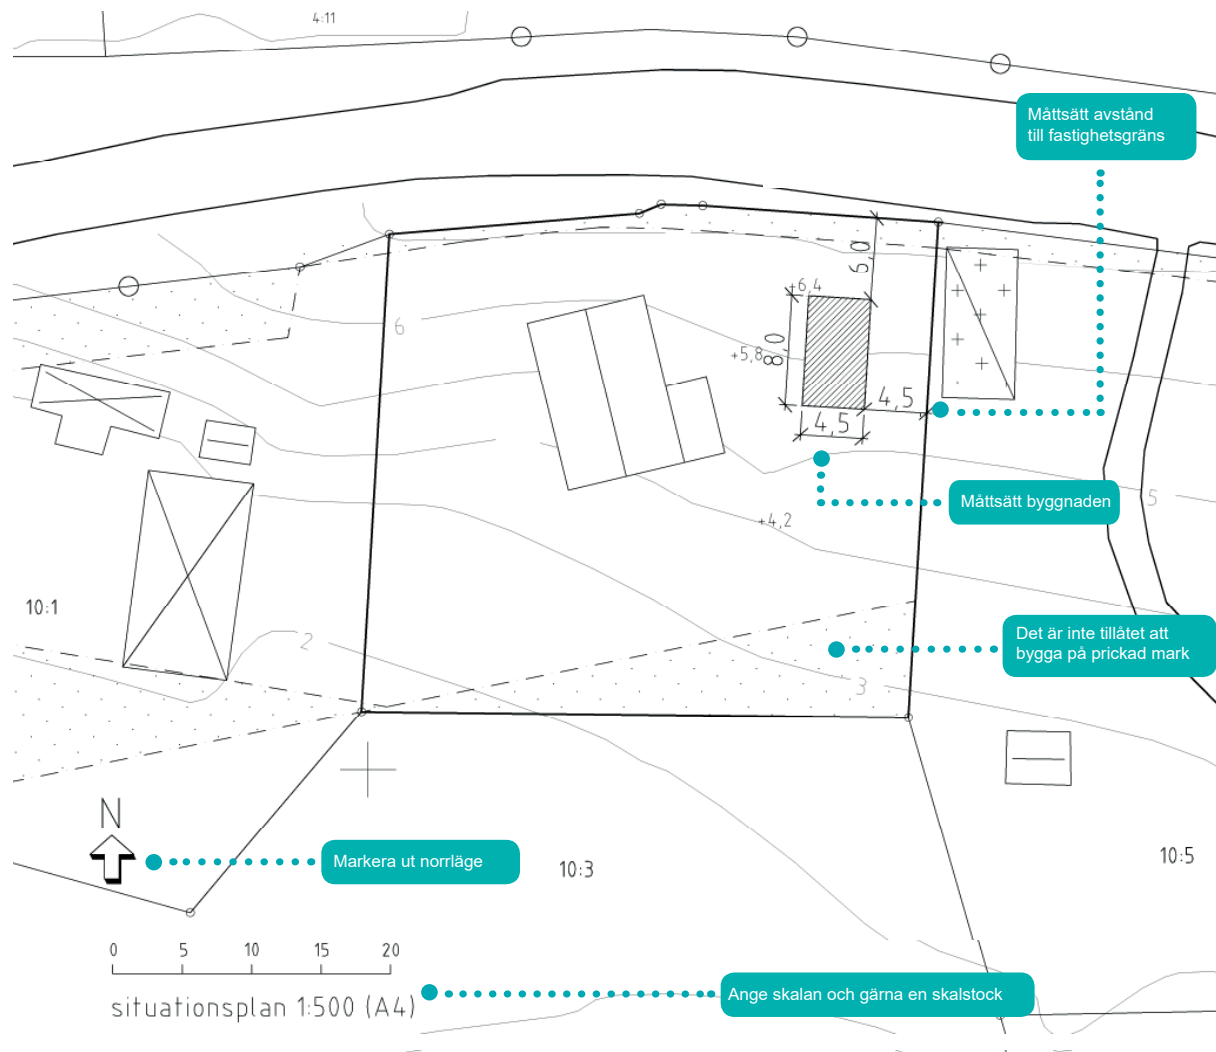 4:11
Måttsätt avstånd
till fastighetsgräns
6,0
+6,4
6
+5,8
8,0
4,5
4,5
Måttsätt byggnaden
5
+4,2
10:1
Det är inte tillåtet att
bygga på prickad mark
2
3
N
Markera ut norrläge
10:3
10:5
0 5 10 15 20
Ange skalan och gärna en skalstock
situationsplan 1:500 (A4)